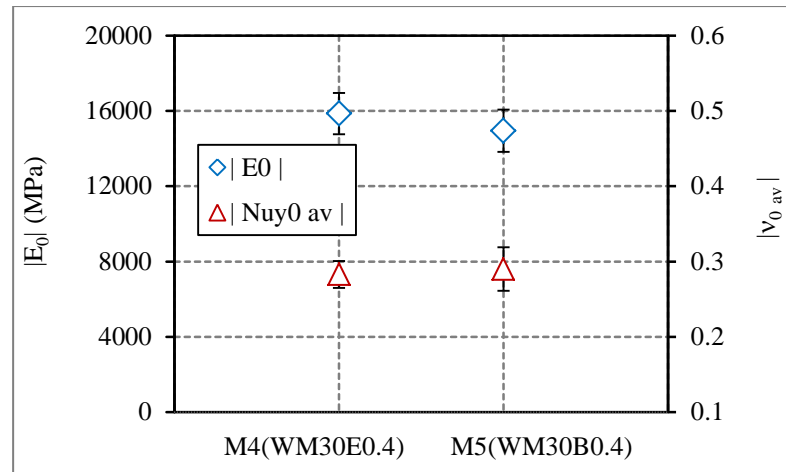 20000
16000
12000
8000
4000
0
|E0| (MPa)
| E0 |
| Nuy0 av |
0.6
0.5
0.4
0.3
0.2
0.1
|ν0 av|
M4(WM30E0.4)
M5(WM30B0.4)